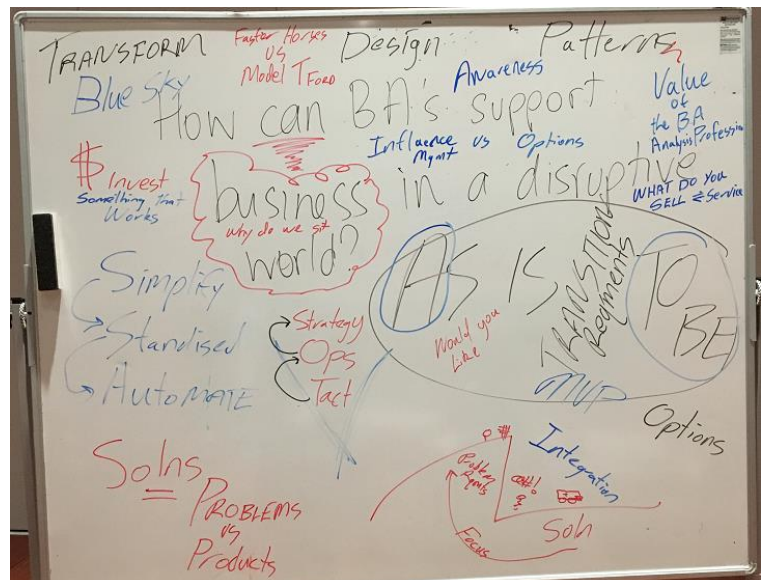 TRANSFORM
Faster Horses
vs
Model T FORD
Design
Patterns
Blue Sky
Awareness
Value
of
the BA
Analysis Profession
How can BA's support
Influence vs Options
Mgmt
$ Invest
Something that
Works
business
why do we sit
world?
in a disruptive
WHAT DO YOU
SELL ≷ Service
AS IS
TRANSITION
Reqments
TO
BE
Would you
Like
MVP
Simplify
Standised
AUTOMATE
Strategy
Ops
Tact
Options
Solns
PROBLEMS
vs
Products
P $
Problem
Integration
Soln
Focus